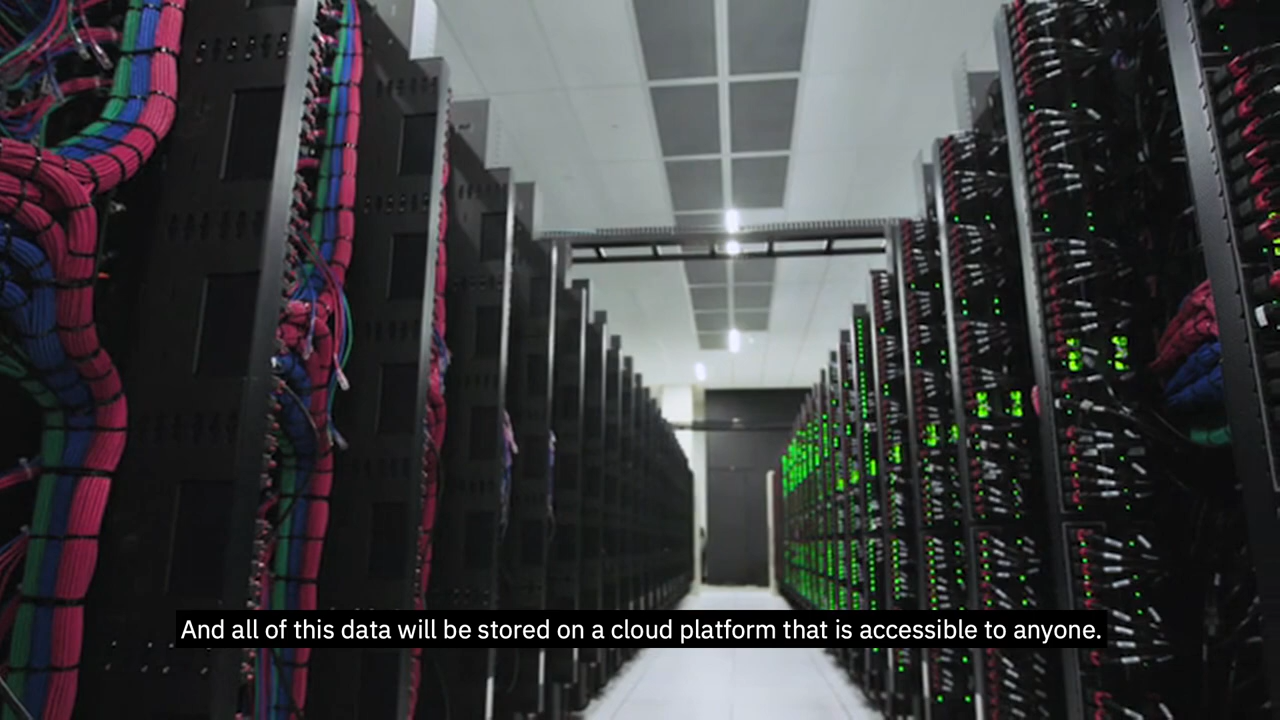 And all of this data will be stored on a cloud platform that is accessible to anyone.